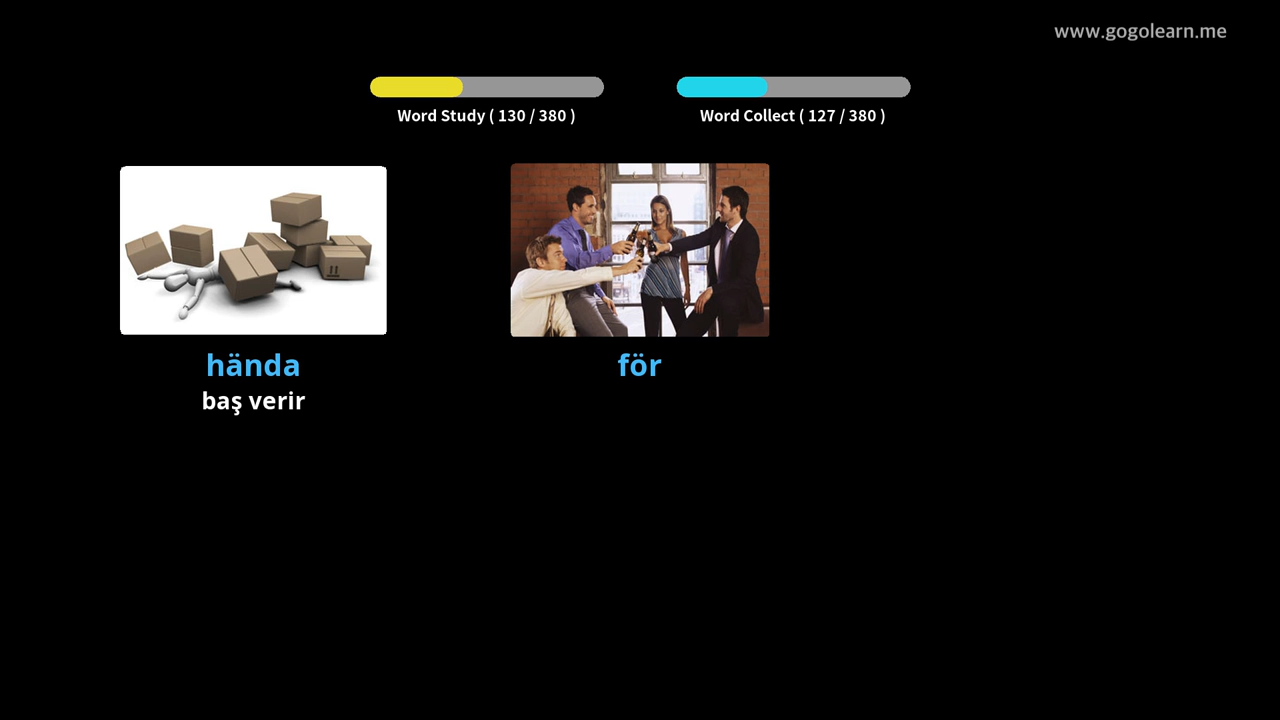 www.gogolearn.me
Word Study ( 130 / 380 )
Word Collect ( 127 / 380 )
hända
baş verir
för